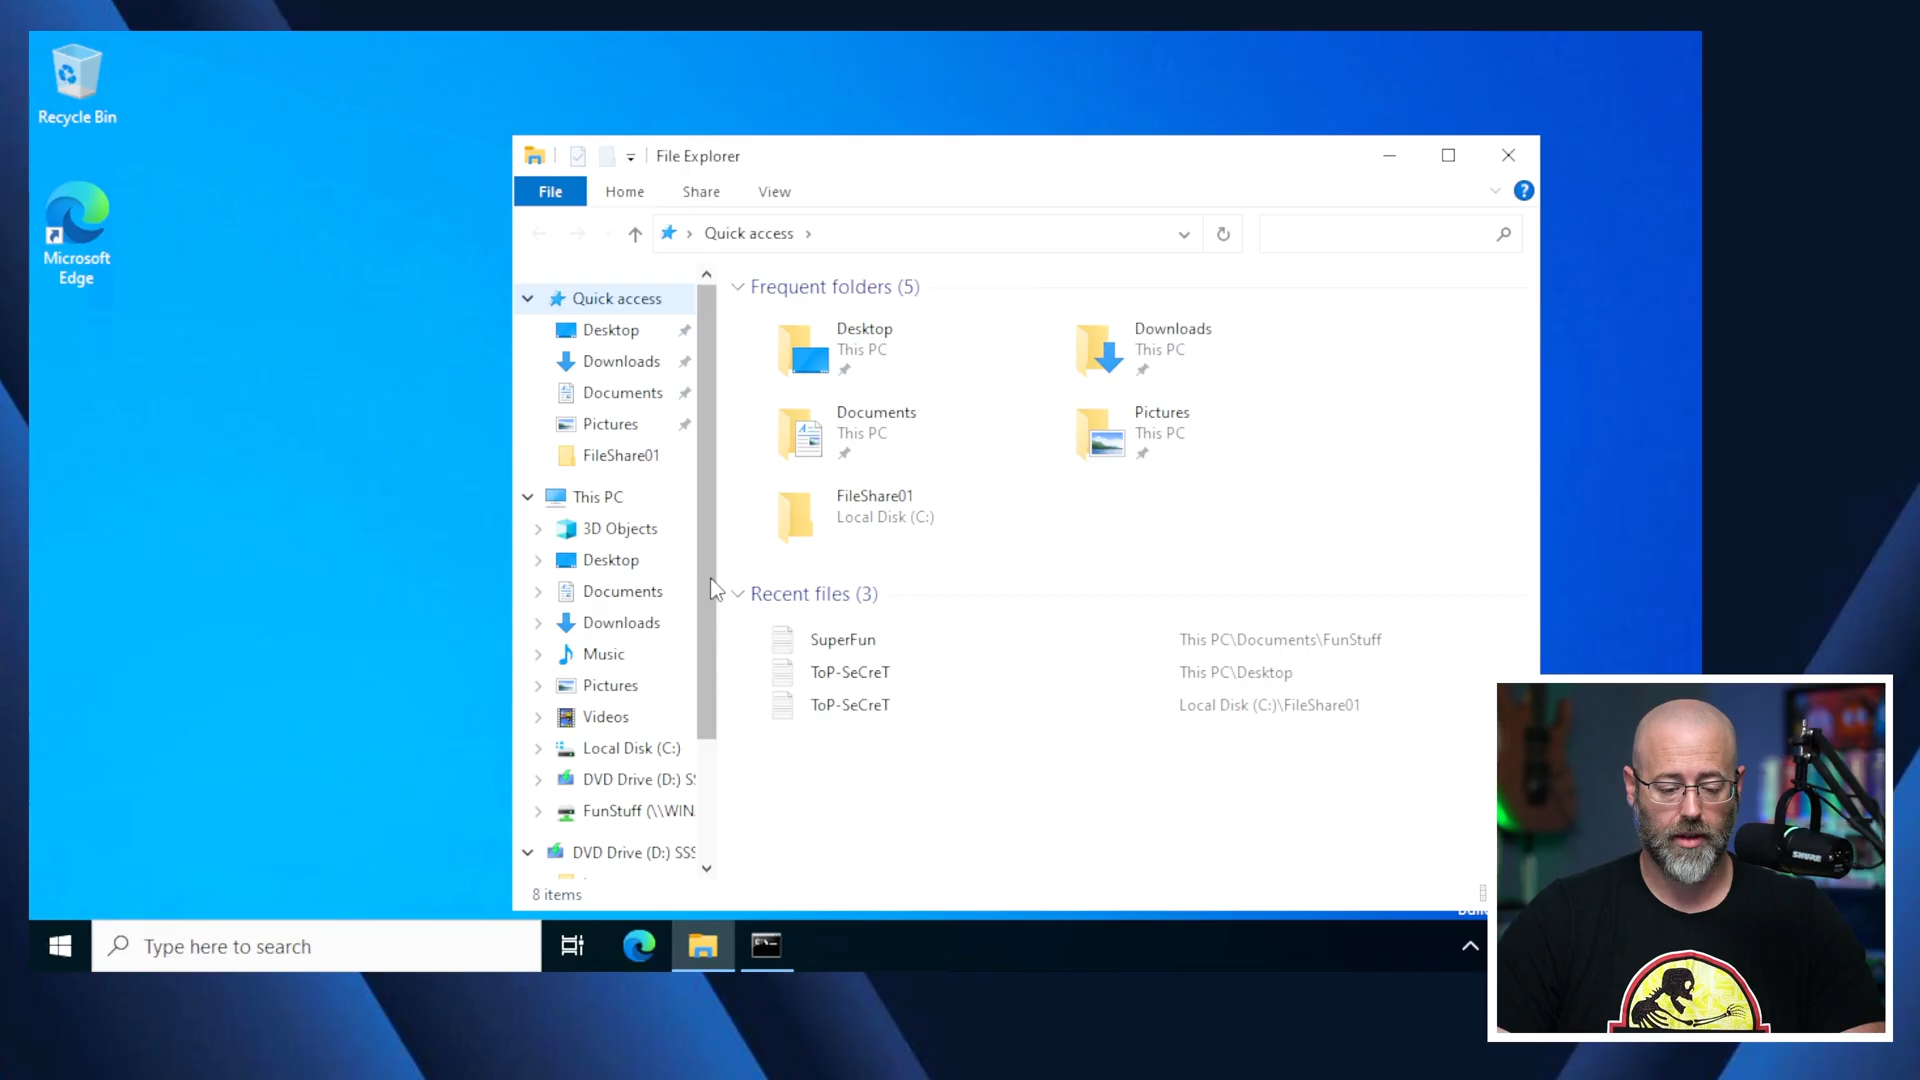 Recycle Bin
Microsoft
Edge
File Explorer
File
Home
Share
View
?
Quick access
Quick access
Desktop
Downloads
Documents
Pictures
FileShare01
This PC
3D Objects
Desktop
Documents
Downloads
Music
Pictures
Videos
Local Disk (C:)
DVD Drive (D:) SS
FunStuff (\\WIN
DVD Drive (D:) SSS
Frequent folders (5)
Desktop
This PC
Downloads
This PC
Documents
This PC
Pictures
This PC
FileShare01
Local Disk (C:)
Recent files (3)
SuperFun
This PC\Documents\FunStuff
ToP-SeCreT
This PC\Desktop
ToP-SeCreT
Local Disk (C:)\FileShare01
8 items
Type here to search
SHURE